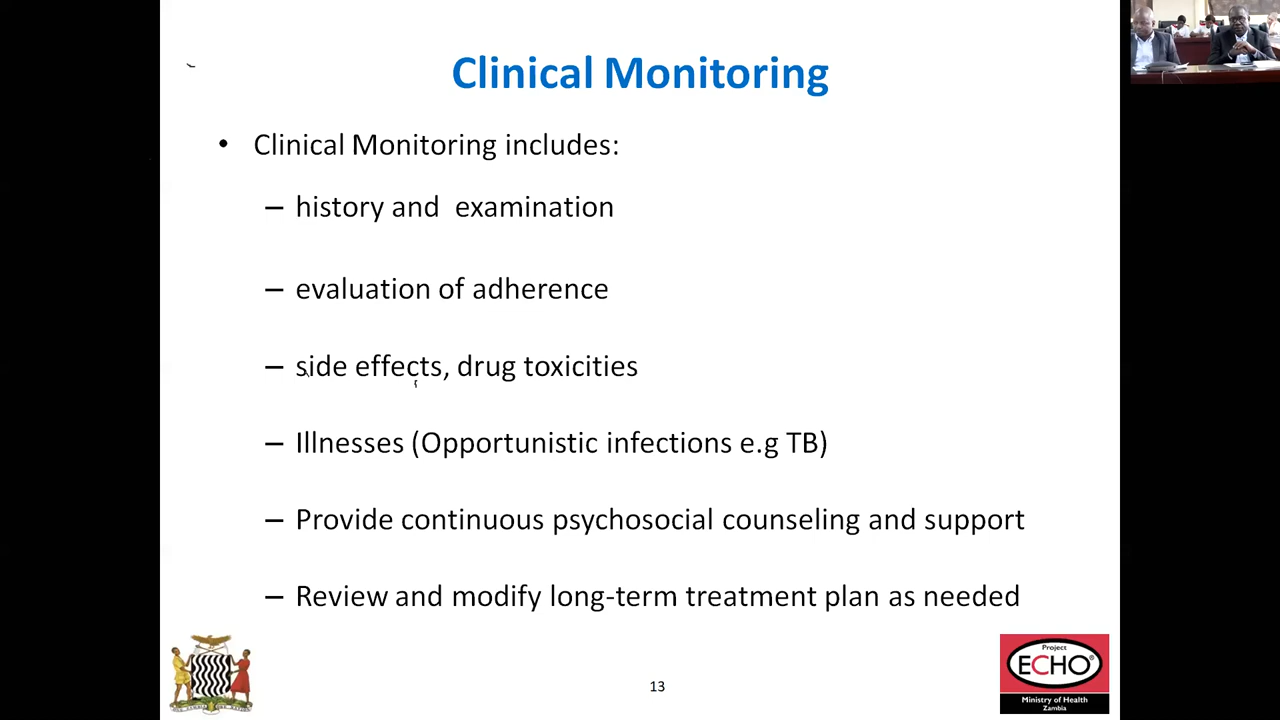 Clinical Monitoring
• Clinical Monitoring includes:
– history and examination
– evaluation of adherence
– side effects, drug toxicities
– Illnesses (Opportunistic infections e.g TB)
– Provide continuous psychosocial counseling and support
– Review and modify long-term treatment plan as needed
13
Project
ECHO®
Ministry of Health
Zambia